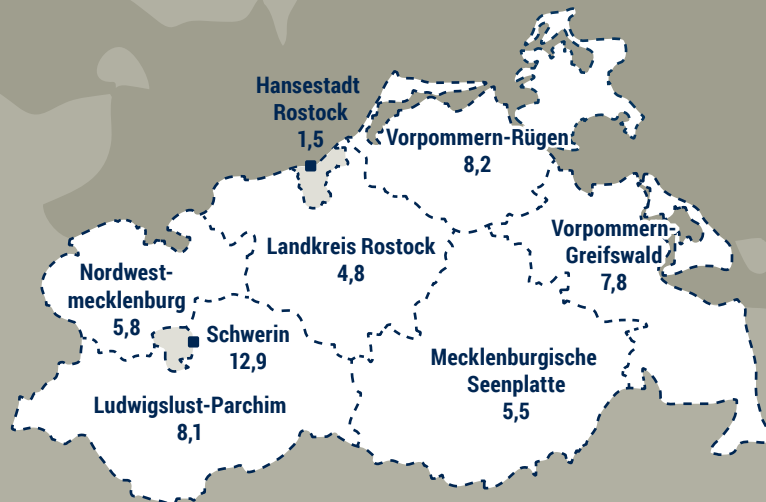 Hansestadt
Rostock
1,5
Vorpommern-Rügen
8,2
Vorpommern-
Greifswald
7,8
Landkreis Rostock
4,8
Nordwest-
mecklenburg
5,8
Schwerin
12,9
Mecklenburgische
Seenplatte
5,5
Ludwigslust-Parchim
8,1